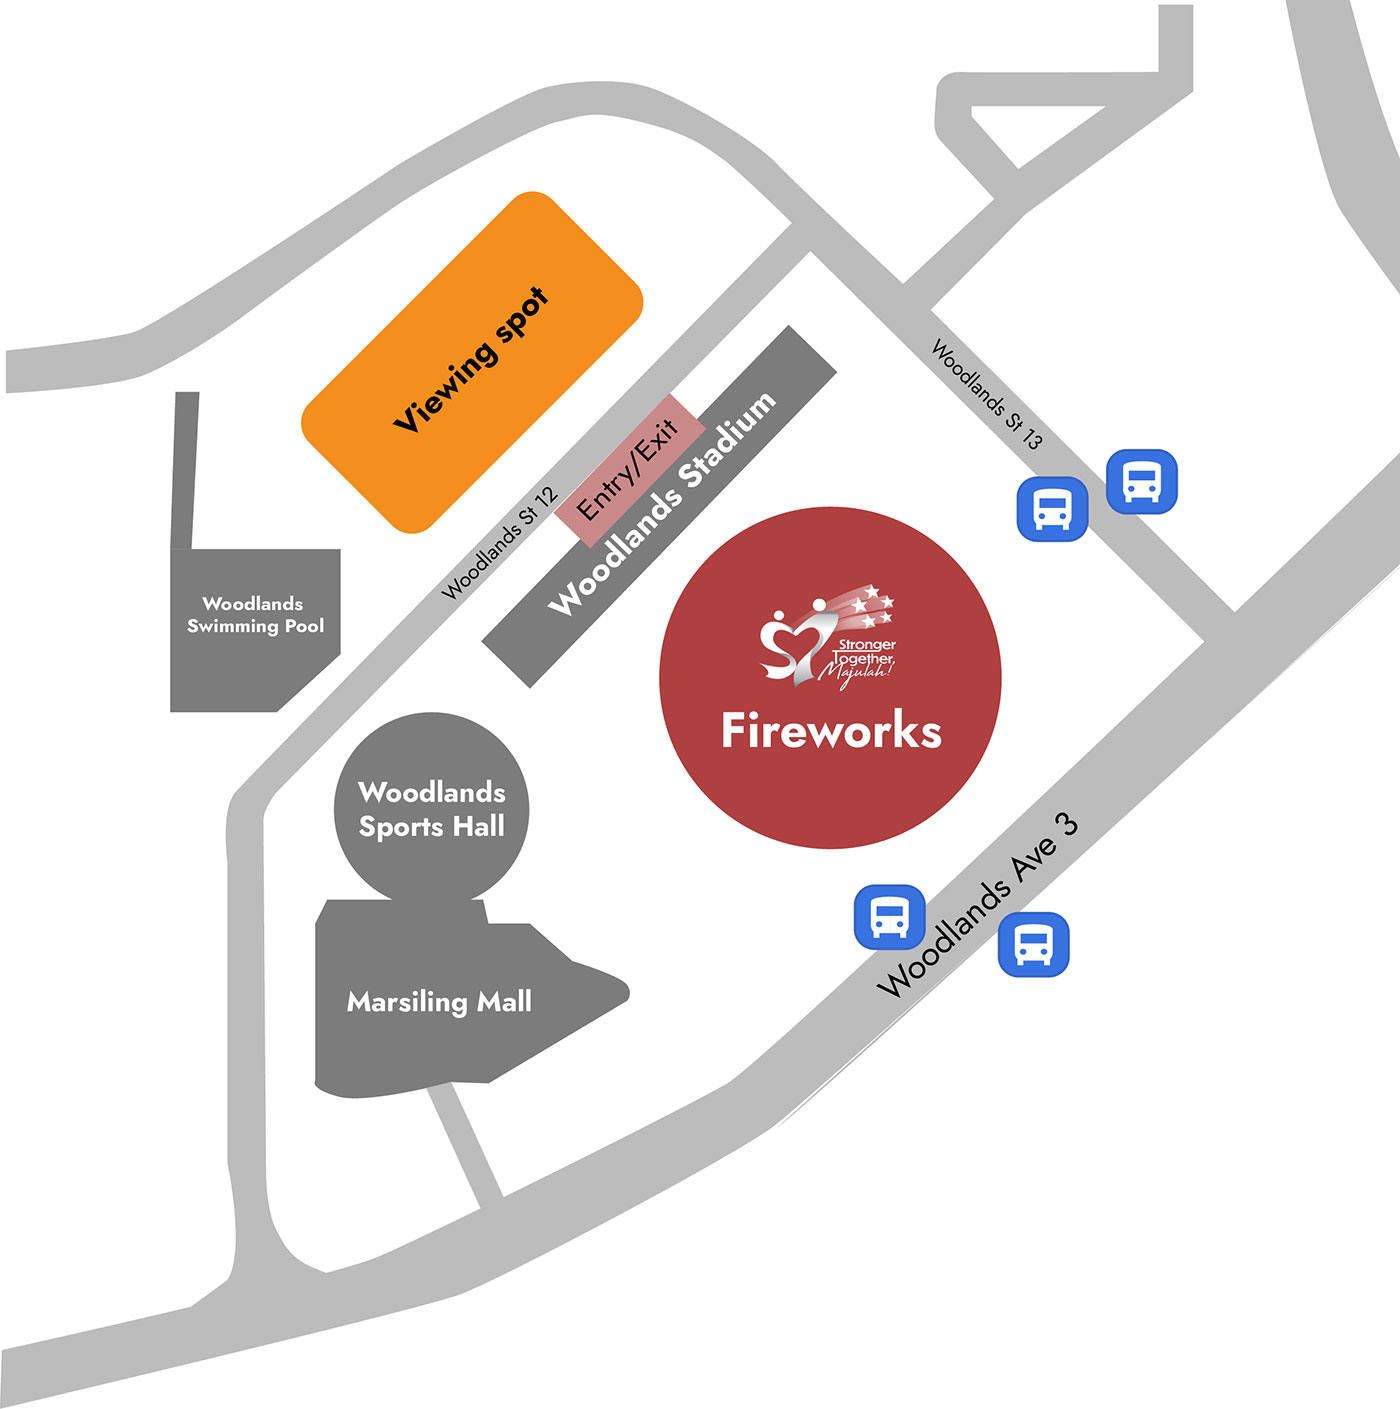 Viewing spot
Woodlands St 13
Entry/Exit
Woodlands Stadium
Woodlands St 12
Woodlands
Swimming Pool
Stronger
Together,
Majulah!
Fireworks
Woodlands
Sports Hall
Woodlands Ave 3
Marsiling Mall